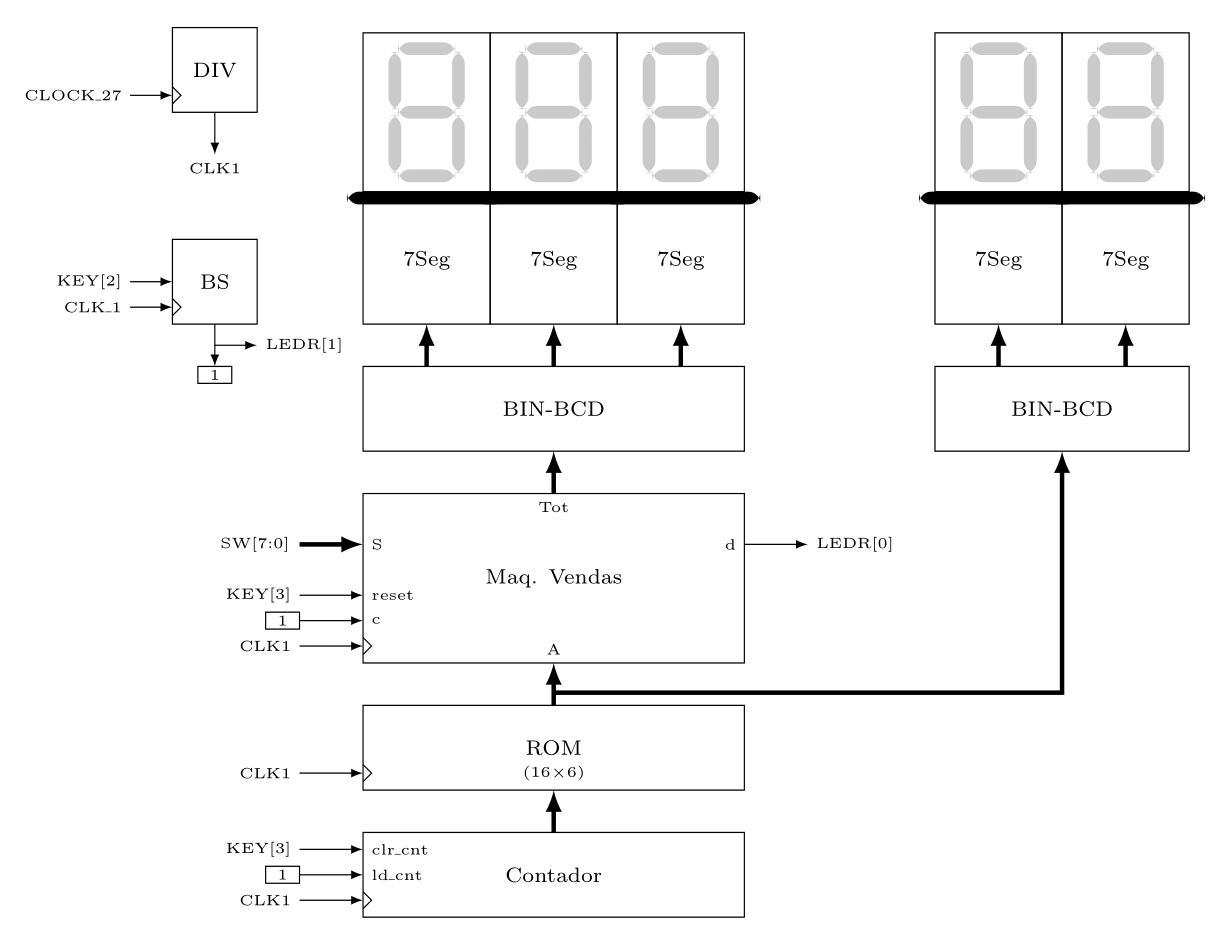 DIV
CLOCK_27
CLK1
7Seg 7Seg 7Seg 7Seg 7Seg
KEY[2]
BS
CLK_1
LEDR[1]
1
BIN-BCD BIN-BCD
Tot
SW[7:0] S d LEDR[0]
Maq. Vendas
KEY[3] reset
1 c
CLK1
A
ROM
CLK1 (16×6)
KEY[3] clr_cnt
1 ld_cnt Contador
CLK1